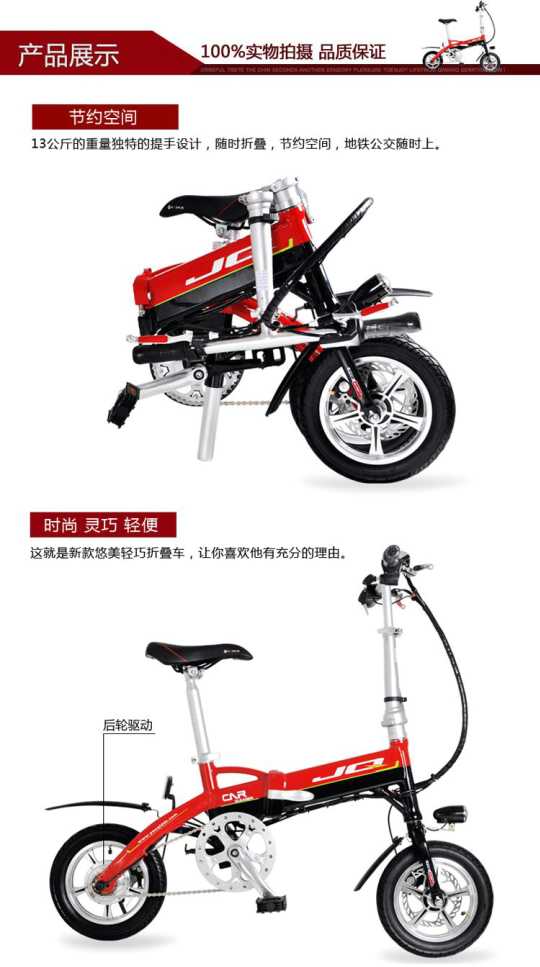 产品展示
100%实物拍摄 品质保证
节约空间
13公斤的重量独特的提手设计，随时折叠，节约空间，地铁公交随时上。
JQ
时尚 灵巧 轻便
这就是新款悠美轻巧折叠车，让你喜欢他有充分的理由。
后轮驱动
JQ
CAR